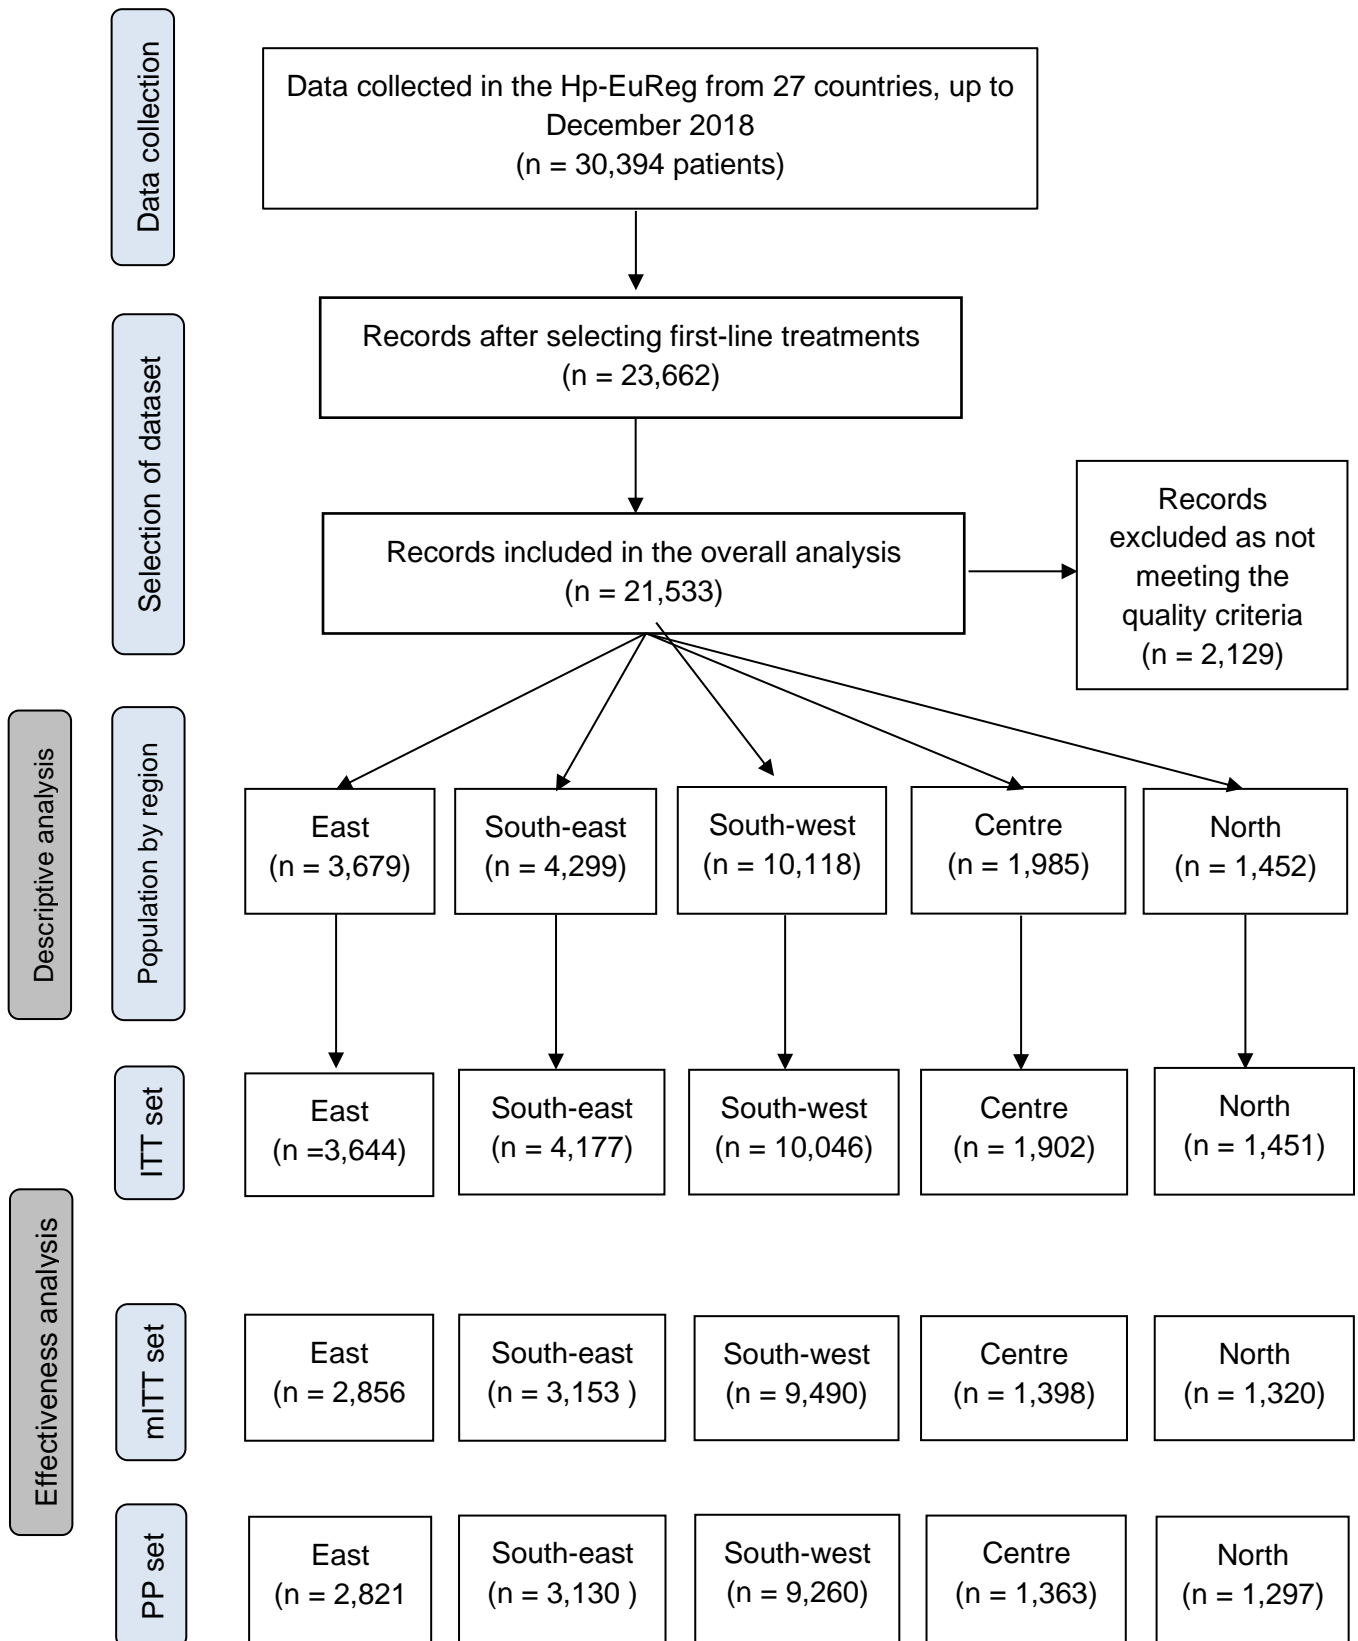 Data collection
Data collected in the Hp-EuReg from 27 countries, up to
December 2018
(n = 30,394 patients)
Selection of dataset
Records after selecting first-line treatments
(n = 23,662)
Records included in the overall analysis
(n = 21,533)
Records
excluded as not
meeting the
quality criteria
(n = 2,129)
Descriptive analysis
Population by region
East
(n = 3,679)
South-east
(n = 4,299)
South-west
(n = 10,118)
Centre
(n = 1,985)
North
(n = 1,452)
Effectiveness analysis
ITT set
East
(n =3,644)
South-east
(n = 4,177)
South-west
(n = 10,046)
Centre
(n = 1,902)
North
(n = 1,451)
mITT set
East
(n = 2,856
South-east
(n = 3,153 )
South-west
(n = 9,490)
Centre
(n = 1,398)
North
(n = 1,320)
PP set
East
(n = 2,821
South-east
(n = 3,130 )
South-west
(n = 9,260)
Centre
(n = 1,363)
North
(n = 1,297)